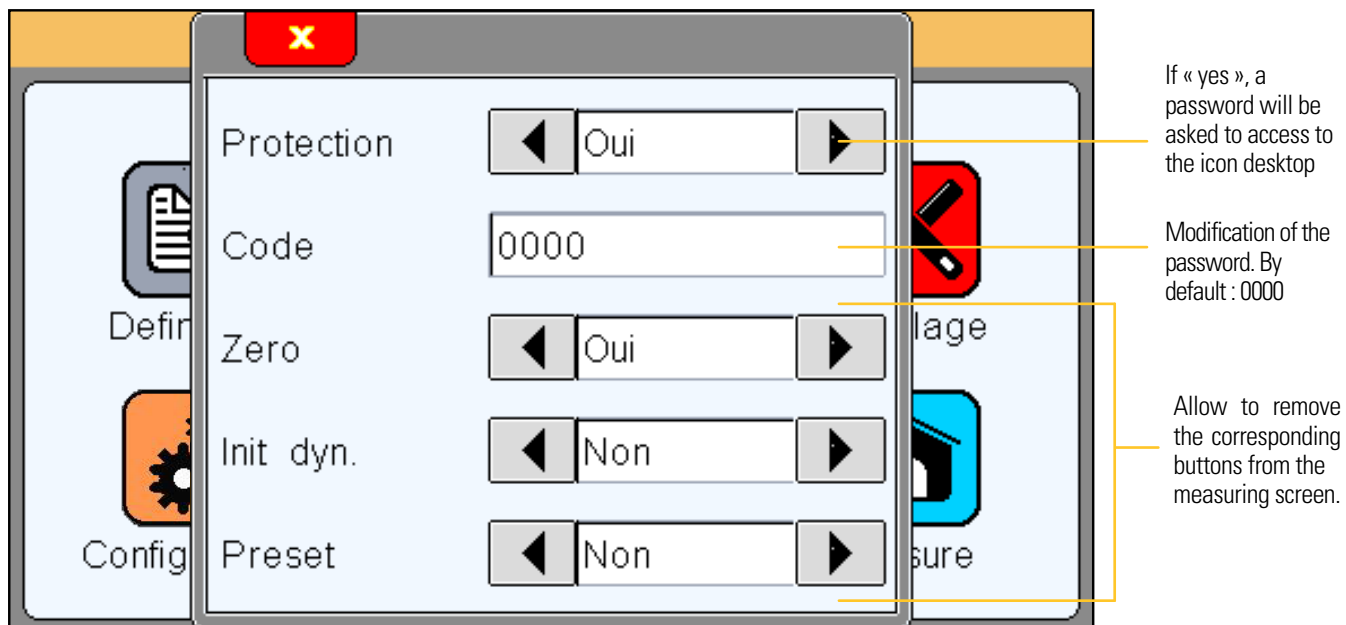 x
Protection
Oui
Code
0000
Zero
Oui
Init dyn.
Non
Preset
Non
Defin
Config
lage
sure
If « yes », a
password will be
asked to access to
the icon desktop
Modification of the
password. By
default : 0000
Allow to remove
the corresponding
buttons from the
measuring screen.